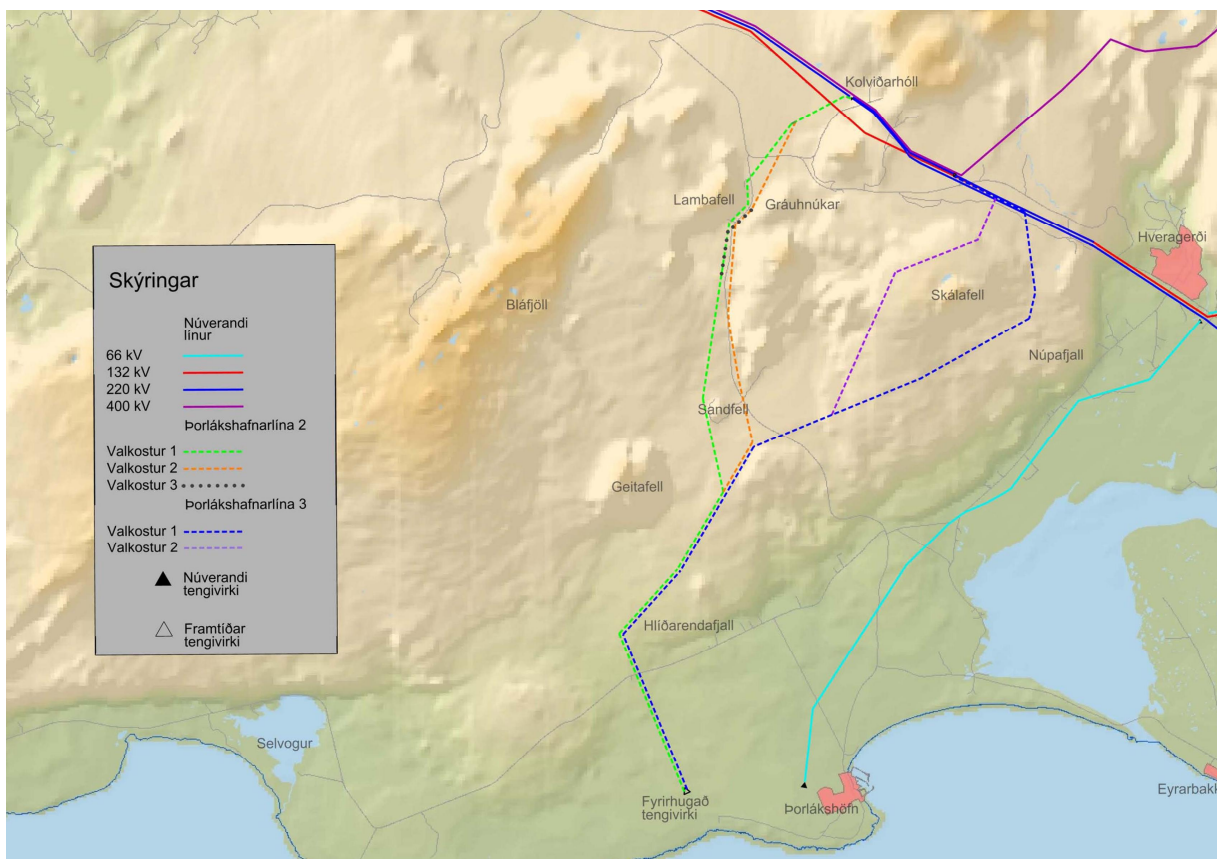 Kolviðarhóll
Lambafell
Gráuhnúkar
Hveragerði
Skýringar
Bláfjöll
Skálafell
Núverandi
línur
66 kV
132 kV
220 kV
400 kV
Núpafjall
Þorlákshafnarlína 2
Sandfell
Valkostur 1
Valkostur 2
Valkostur 3
Geitafell
Þorlákshafnarlína 3
Valkostur 1
Valkostur 2
Núverandi
tengivirki
Framtíðar
tengivirki
Hlíðarendafjall
Selvogur
Fyrirhugað
tengivirki
Þorlákshöfn
Eyrarbakk